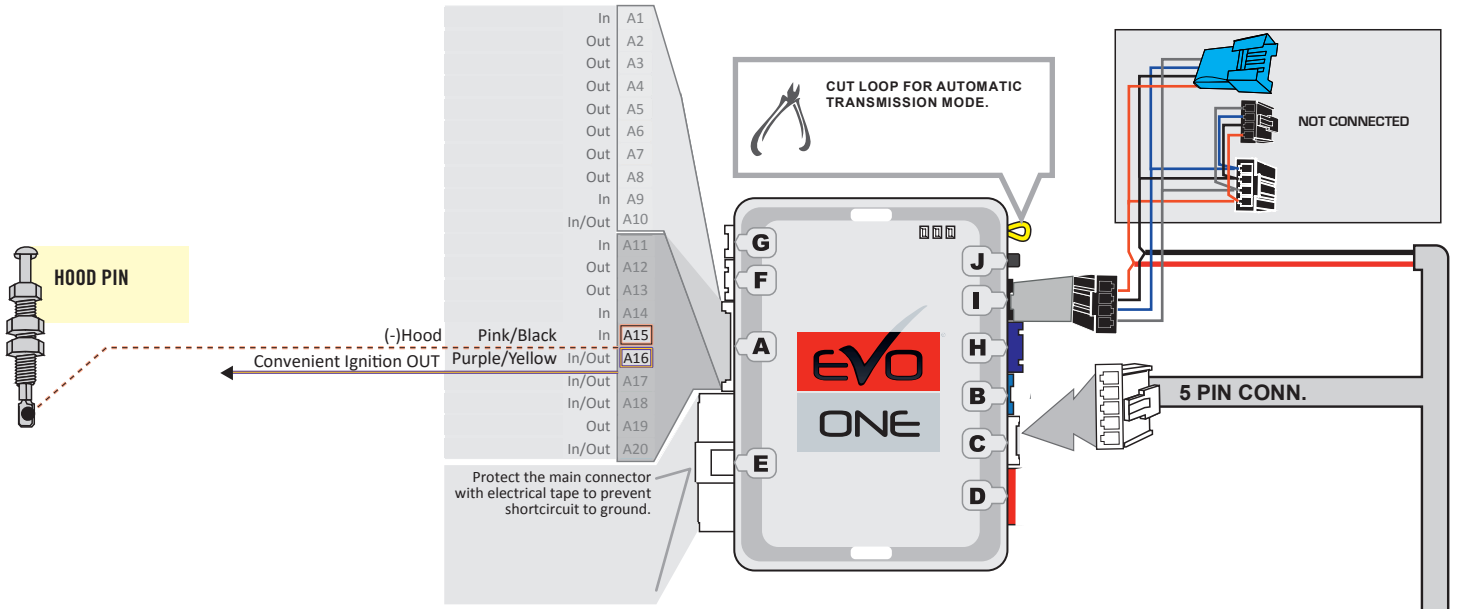 In A1
Out A2
Out A3
Out A4
Out A5
Out A6
Out A7
Out A8
In A9
In/Out A10
In A11
Out A12
Out A13
In A14
(-)Hood Pink/Black In A15
Convenient Ignition OUT Purple/Yellow In/Out A16
In/Out A17
In/Out A18
Out A19
In/Out A20
HOOD PIN
Protect the main connector
with electrical tape to prevent
shortcircuit to ground.
CUT LOOP FOR AUTOMATIC
TRANSMISSION MODE.
G
F
A
E
J
I
H
B
C
D
EVO
ONE
NOT CONNECTED
5 PIN CONN.